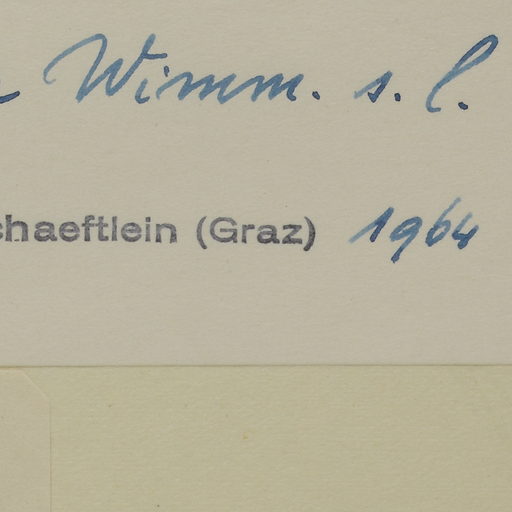 Wimm. s. l.
chaeftlein (Graz) 1964